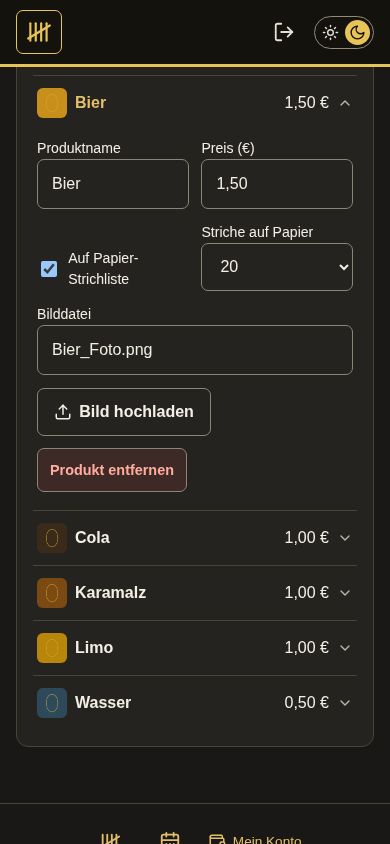 Bier 1,50 €
Produktname Preis (€)
Bier 1,50
Striche auf Papier
Auf Papier-
Strichliste
20
Bilddatei
Bier_Foto.png
Bild hochladen
Produkt entfernen
Cola 1,00 €
Karamalz 1,00 €
Limo 1,00 €
Wasser 0,50 €
Mein Konto